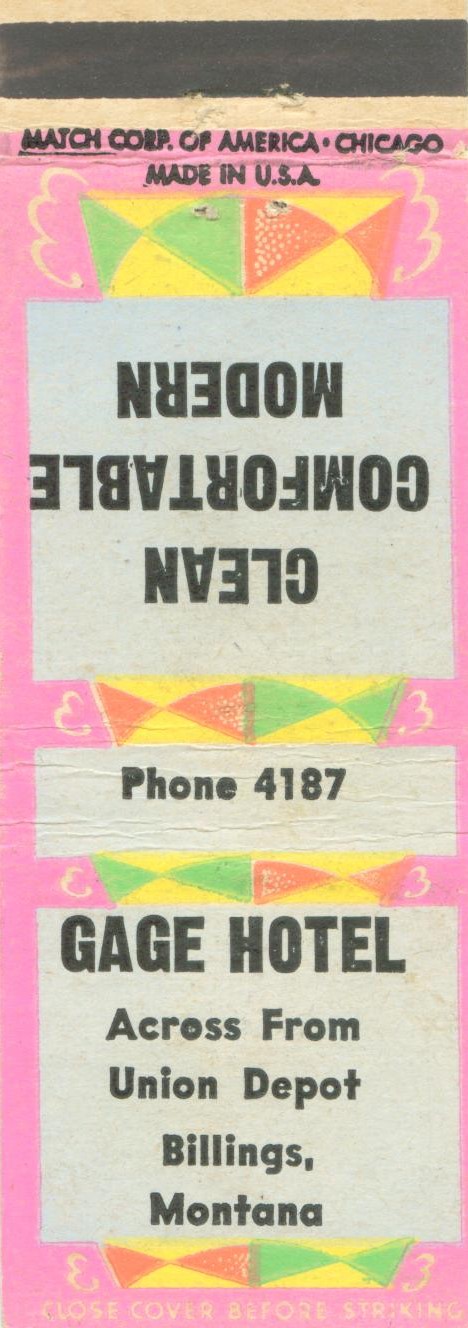 MATCH CORP. OF AMERICA • CHICAGO
MADE IN U.S.A.
CLEAN
COMFORTABLE
MODERN
Phone 4187
GAGE HOTEL
Across From
Union Depot
Billings,
Montana
CLOSE COVER BEFORE STRIKING